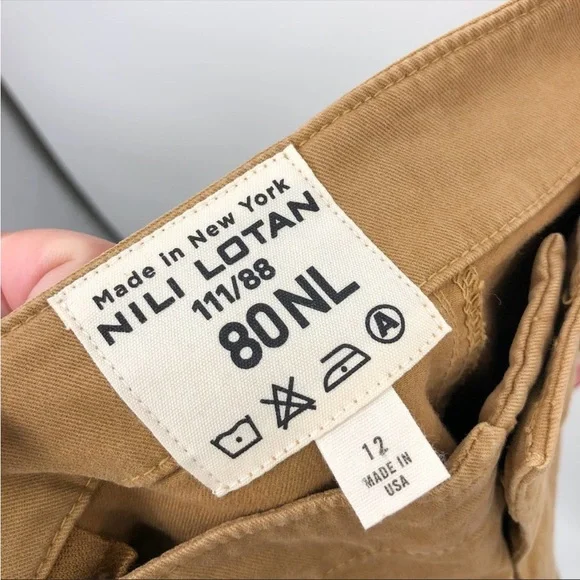 Made in New York
NILI LOTAN
111/88
80NL
A
12
MADE IN
USA